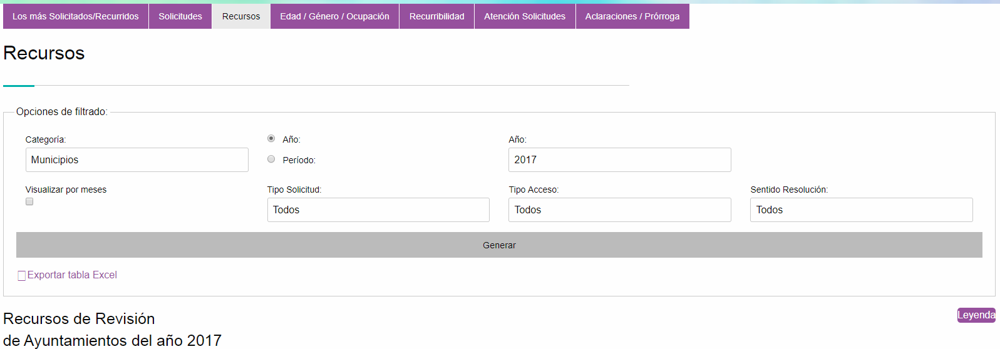 Los más Solicitados/Recurridos Solicitudes Recursos Edad / Género / Ocupación Recurribilidad Atención Solicitudes Aclaraciones / Prórroga
Recursos
Opciones de filtrado:
Categoría: Año: Año:
Municipios Período: 2017
Visualizar por meses Tipo Solicitud: Tipo Acceso: Sentido Resolución:
Todos Todos Todos
Generar
Exportar tabla Excel
Recursos de Revisión Leyenda
de Ayuntamientos del año 2017